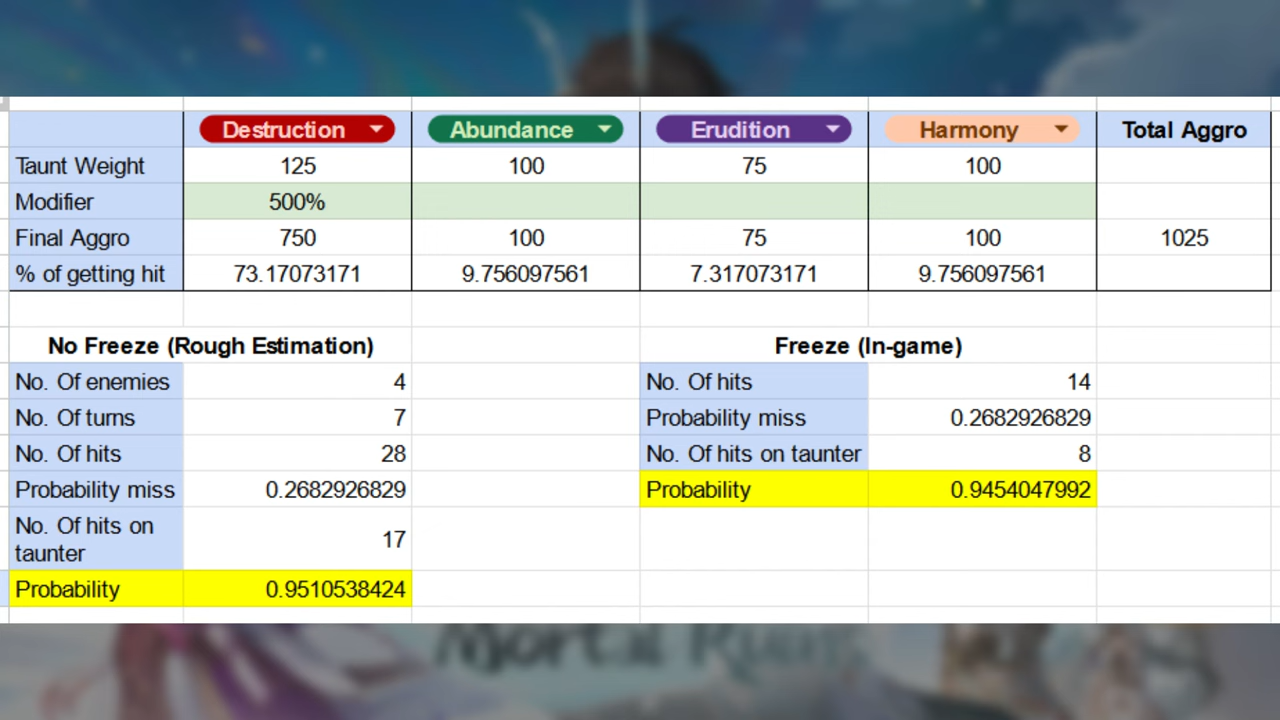 Destruction Abundance Erudition Harmony Total Aggro
Taunt Weight 125 100 75 100
Modifier 500%
Final Aggro 750 100 75 100 1025
% of getting hit 73.17073171 9.756097561 7.317073171 9.756097561
No Freeze (Rough Estimation) Freeze (In-game)
No. Of enemies 4 No. Of hits 14
No. Of turns 7 Probability miss 0.2682926829
No. Of hits 28 No. Of hits on taunter 8
Probability miss 0.2682926829 Probability 0.9454047992
No. Of hits on
taunter 17
Probability 0.9510538424
Mortal